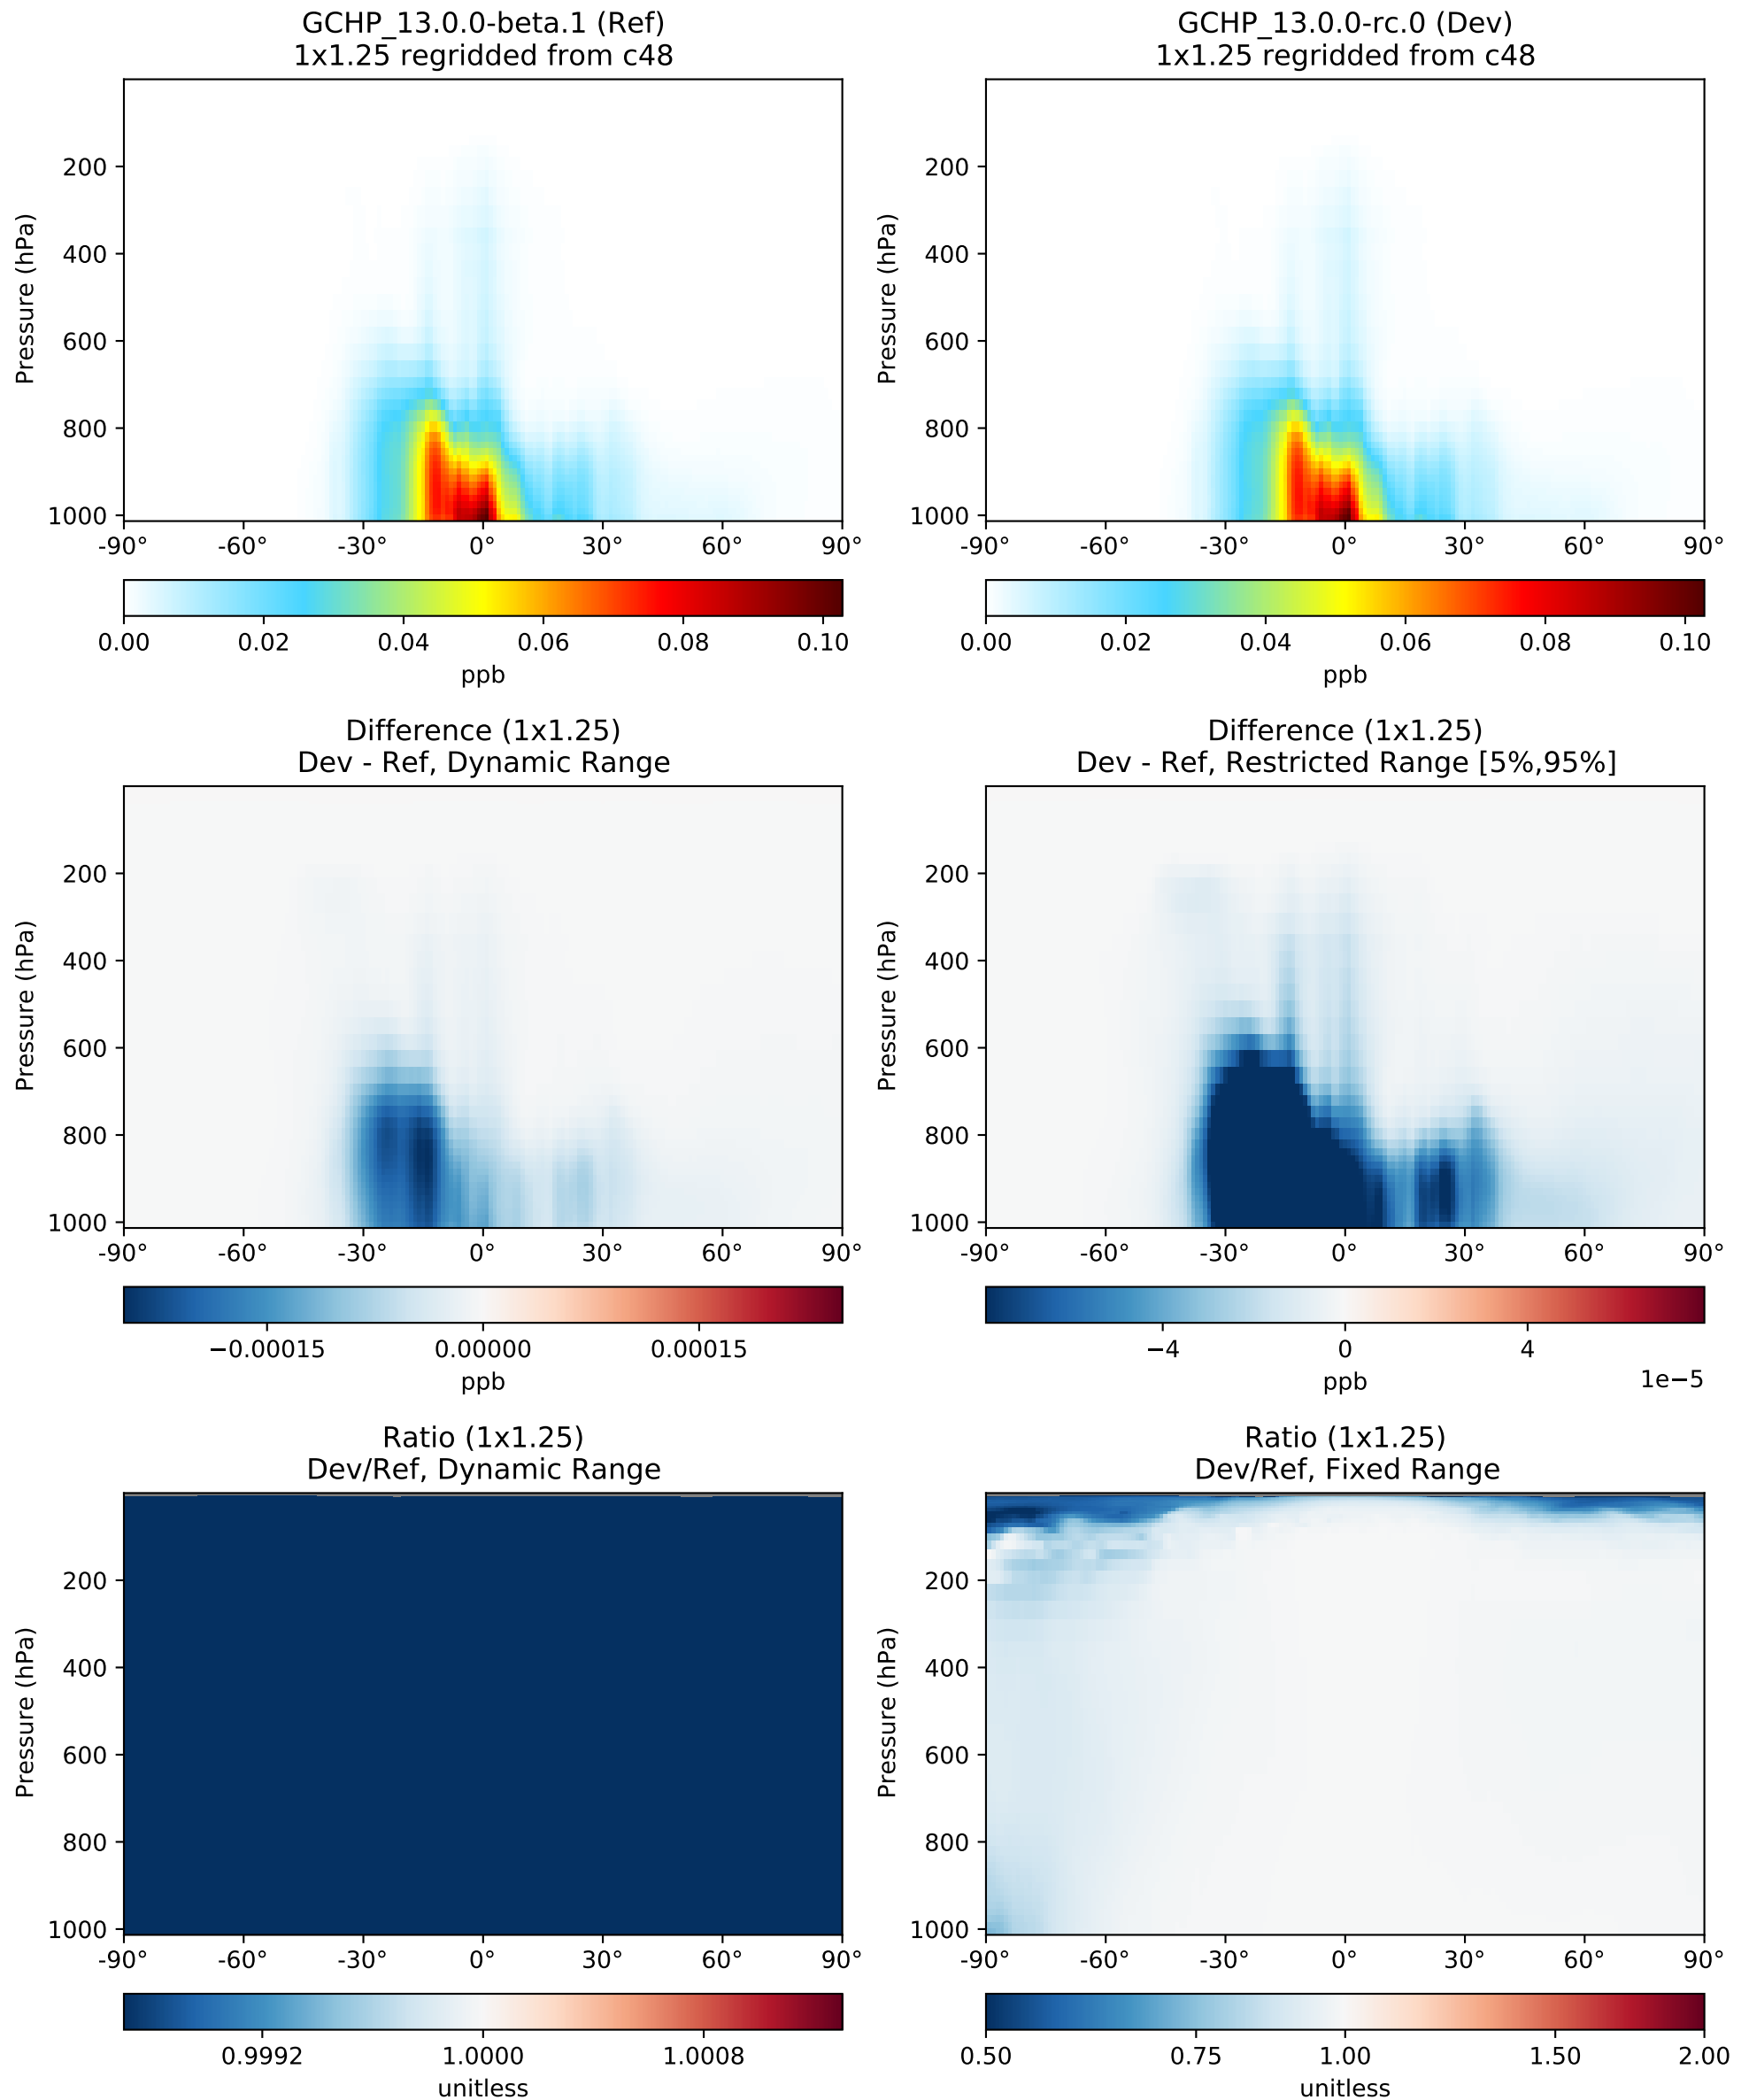 GCHP_13.0.0-beta.1 (Ref)
1x1.25 regridded from c48
Pressure (hPa)
200
400
600
800
1000
-90° -60° -30° 0° 30° 60° 90°
0.00 0.02 0.04 0.06 0.08 0.10
ppb
GCHP_13.0.0-rc.0 (Dev)
1x1.25 regridded from c48
Pressure (hPa)
200
400
600
800
1000
-90° -60° -30° 0° 30° 60° 90°
0.00 0.02 0.04 0.06 0.08 0.10
ppb
Difference (1x1.25)
Dev - Ref, Dynamic Range
Pressure (hPa)
200
400
600
800
1000
-90° -60° -30° 0° 30° 60° 90°
−0.00015 0.00000 0.00015
ppb
Difference (1x1.25)
Dev - Ref, Restricted Range [5%,95%]
Pressure (hPa)
200
400
600
800
1000
-90° -60° -30° 0° 30° 60° 90°
−4 0 4
ppb
1e−5
Ratio (1x1.25)
Dev/Ref, Dynamic Range
Pressure (hPa)
200
400
600
800
1000
-90° -60° -30° 0° 30° 60° 90°
0.9992 1.0000 1.0008
unitless
Ratio (1x1.25)
Dev/Ref, Fixed Range
Pressure (hPa)
200
400
600
800
1000
-90° -60° -30° 0° 30° 60° 90°
0.50 0.75 1.00 1.50 2.00
unitless